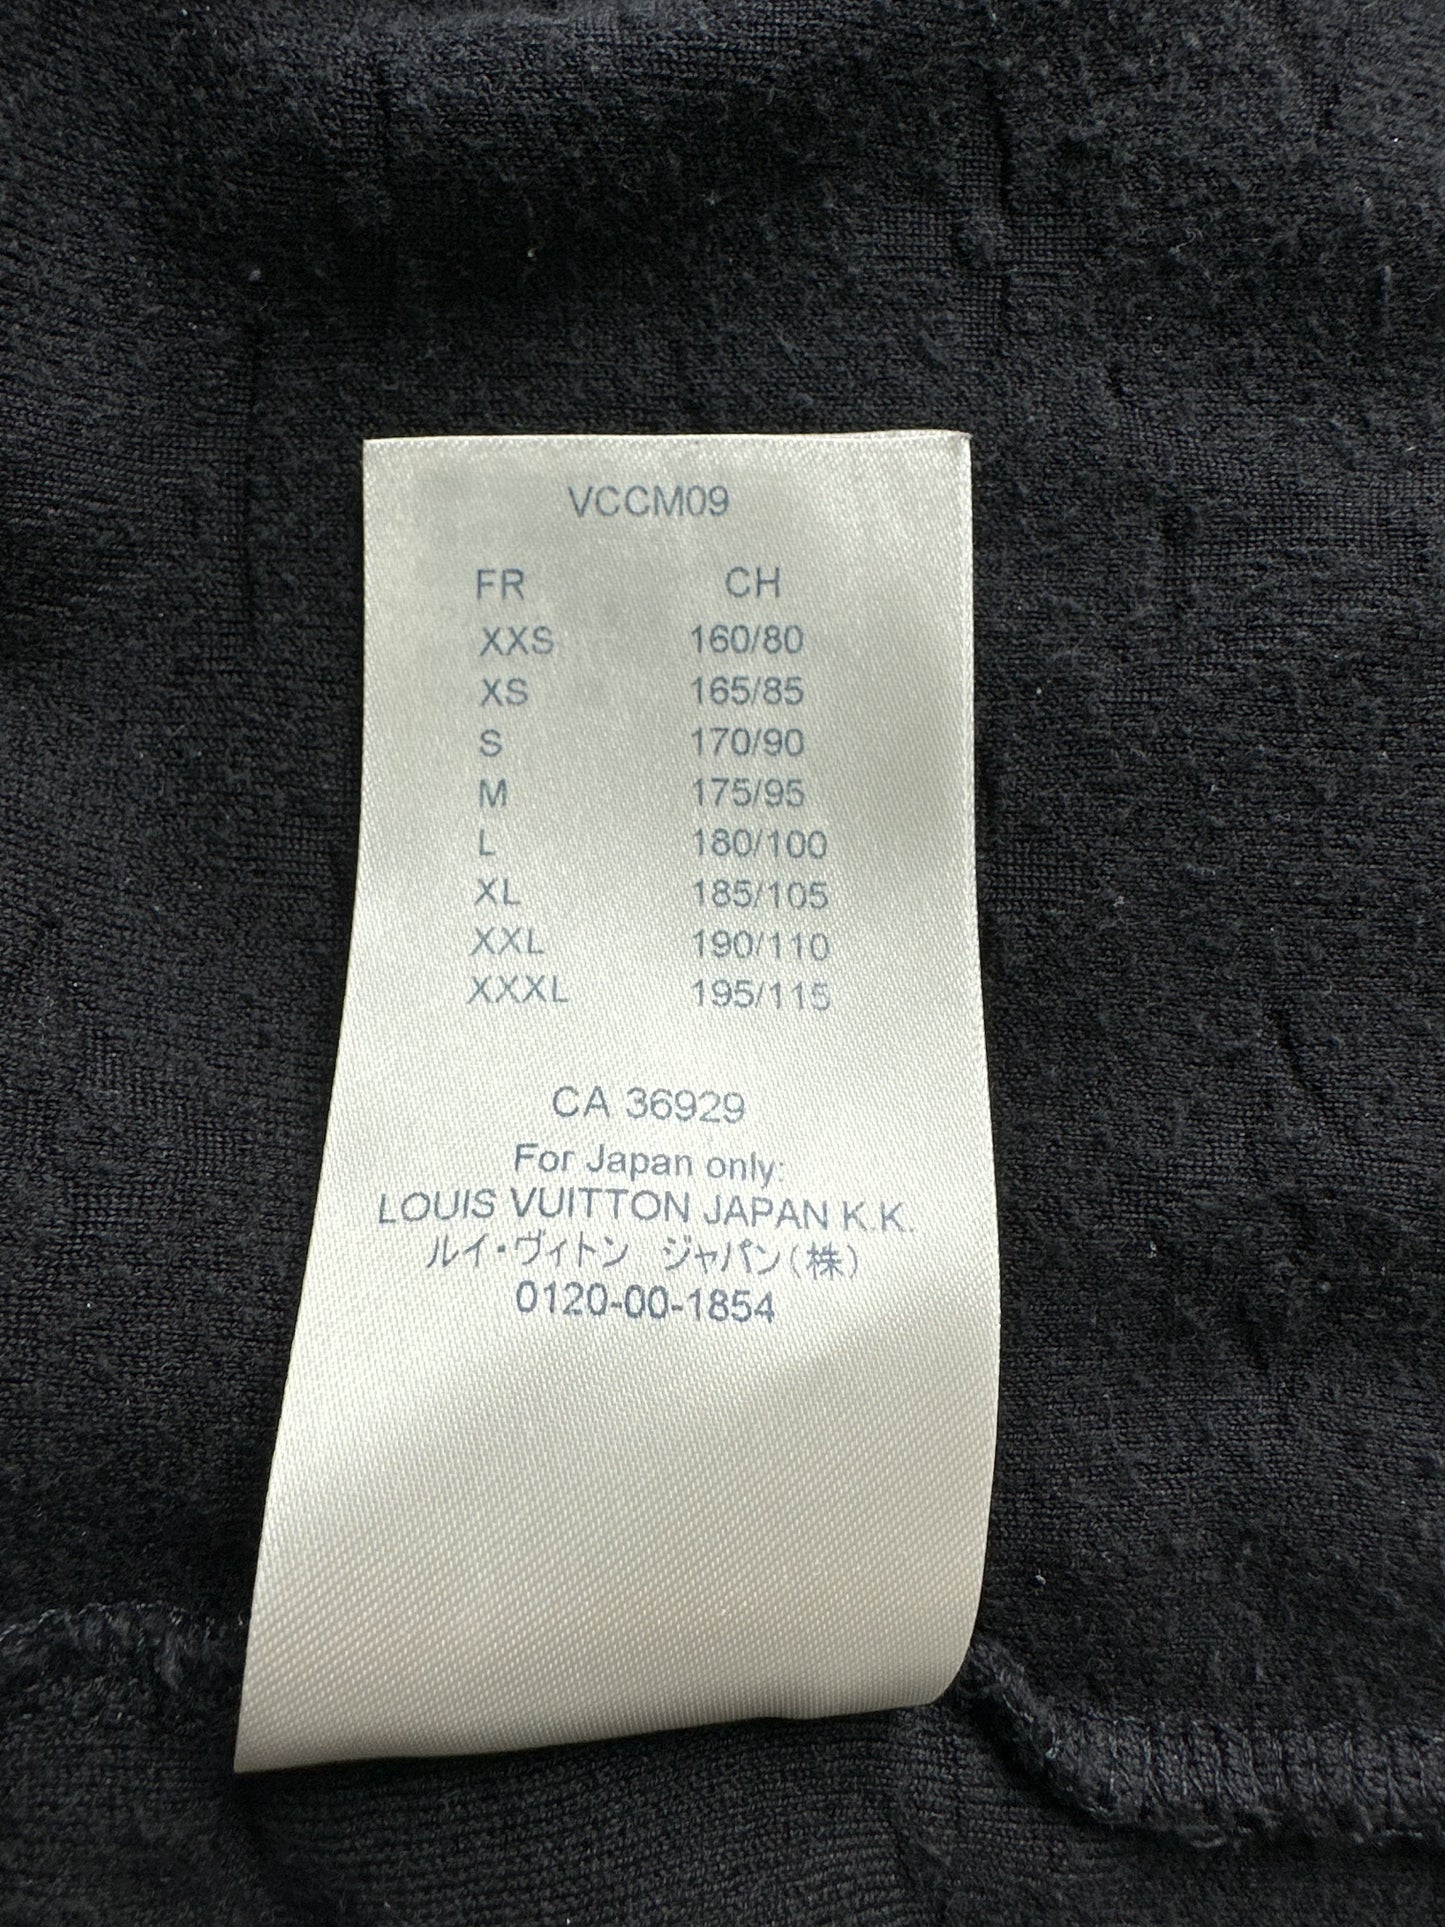 VCCM09
FR CH
XXS 160/80
XS 165/85
S 170/90
M 175/95
L 180/100
XL 185/105
XXL 190/110
XXXL 195/115
CA 36929
For Japan only:
LOUIS VUITTON JAPAN K.K.
ルイ・ヴィトン ジャパン(株)
0120-00-1854